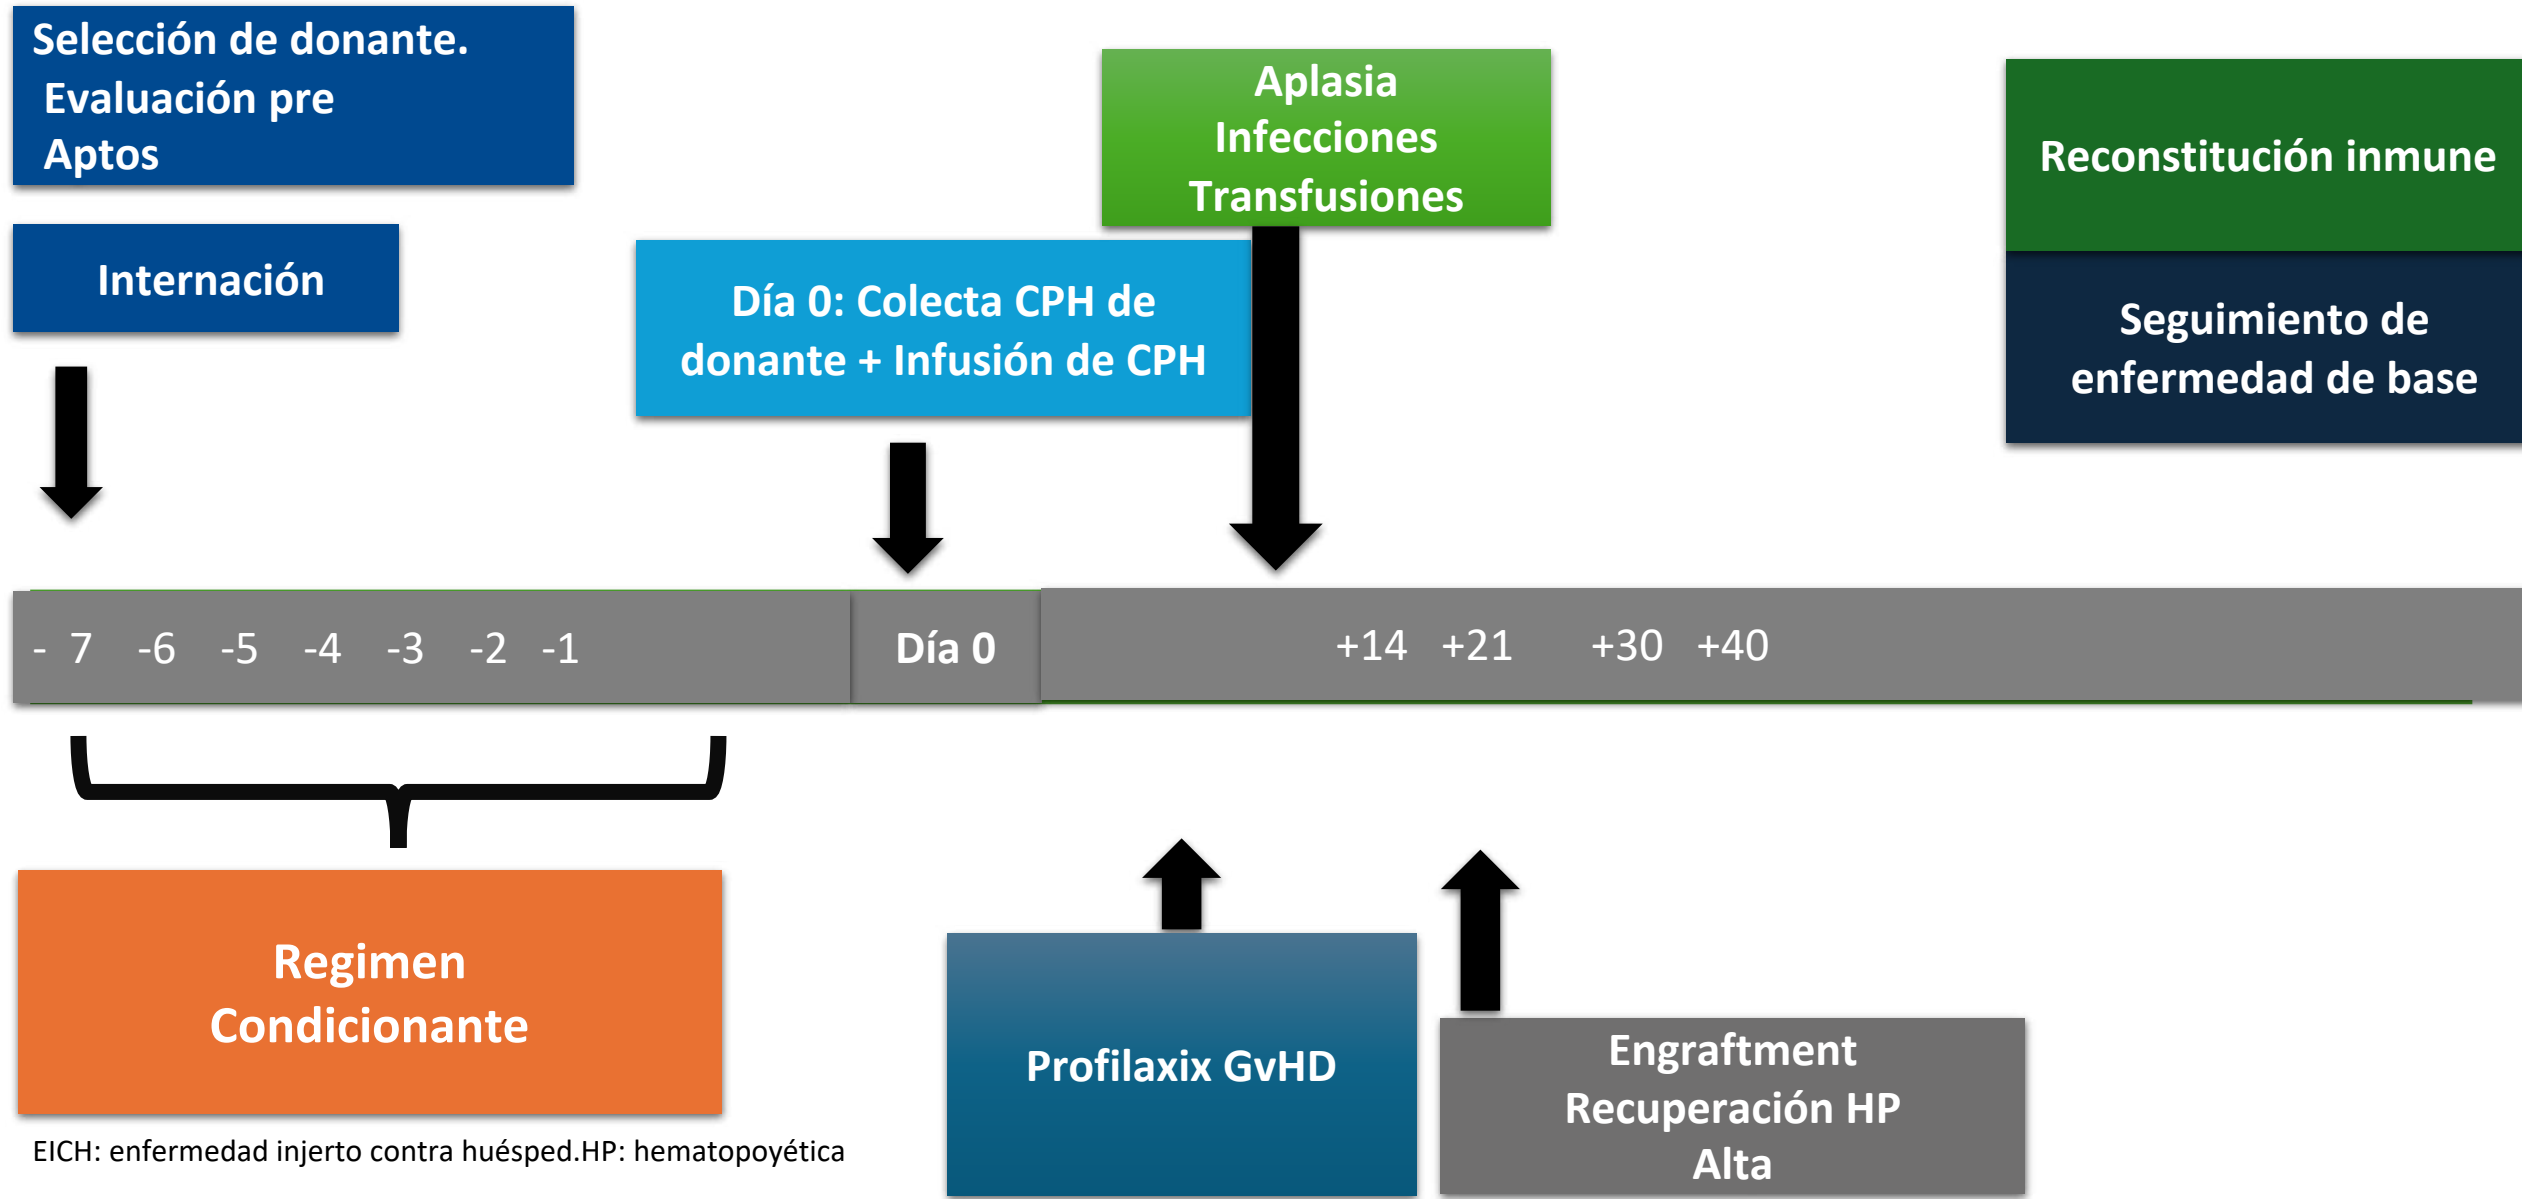 Selección de donante.
Evaluación pre
Aptos
Internación
Día 0: Colecta CPH de
donante + Infusión de CPH
Aplasia
Infecciones
Transfusiones
Reconstitución inmune
Seguimiento de
enfermedad de base
- 7 -6 -5 -4 -3 -2 -1 Día 0 +14 +21 +30 +40
Regimen
Condicionante
Profilaxix GvHD
Engraftment
Recuperación HP
Alta
EICH: enfermedad injerto contra huésped.HP: hematopoyética